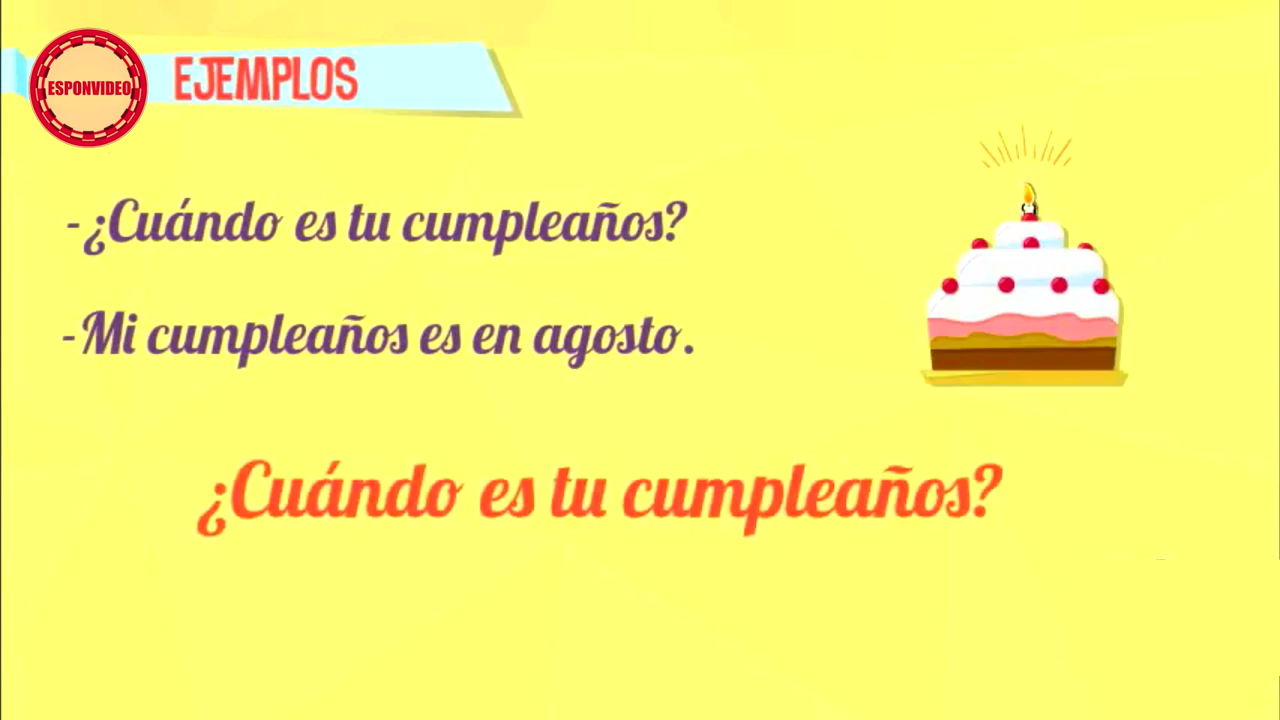 ESPONVIDEO
EJEMPLOS
-¿Cuándo es tu cumpleaños?
-Mi cumpleaños es en agosto.
¿Cuándo es tu cumpleaños?